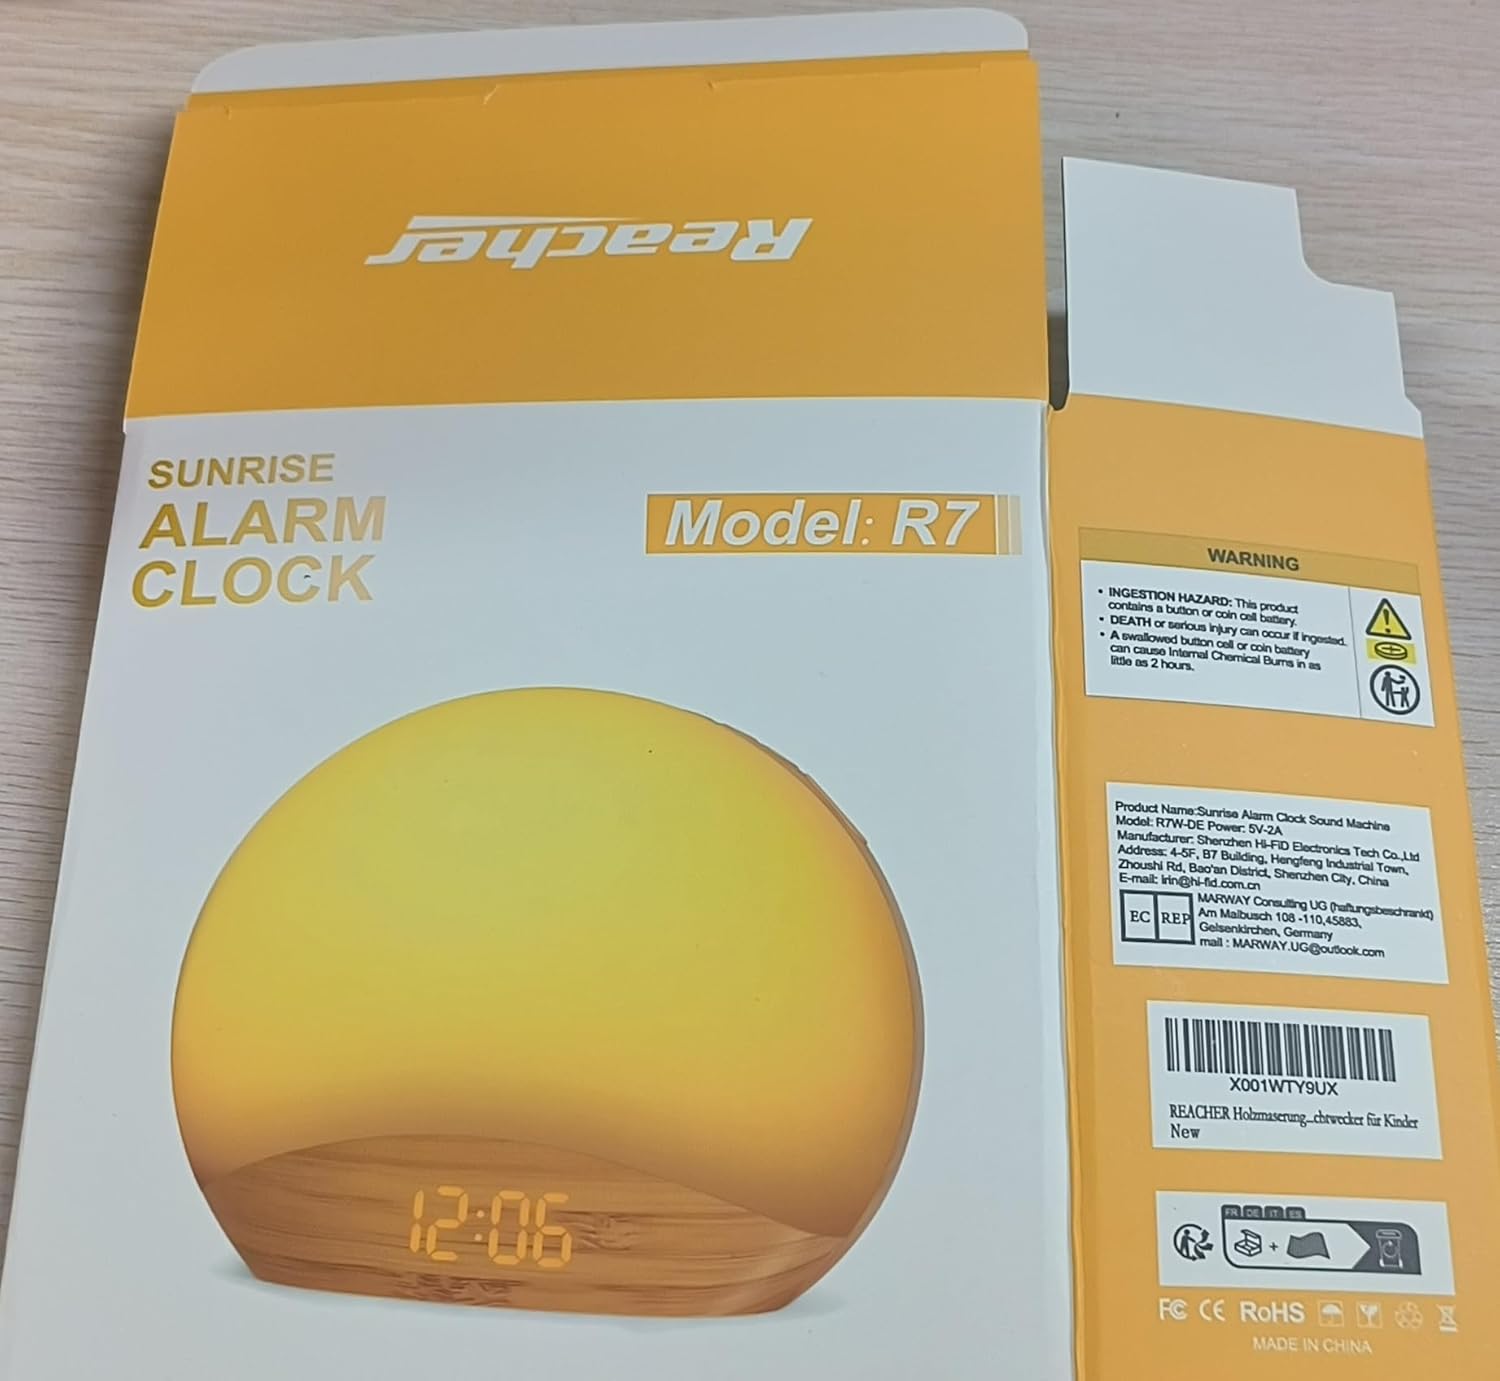 Reacher
SUNRISE
ALARM
CLOCK
Model: R7
12:06
WARNING
• INGESTION HAZARD: This product
contains a button or coin cell battery.
• DEATH or serious injury can occur if ingested.
• A swallowed button cell or coin battery
can cause Internal Chemical Burns in as
little as 2 hours.
Product Name:Sunrise Alarm Clock Sound Machine
Model: R7W-DE Power: 5V-2A
Manufacturer: Shenzhen Hi-FiD Electronics Tech Co.,Ltd
Address: 4-5F, B7 Building, Hengfeng Industrial Town,
Zhoushi Rd, Bao'an District, Shenzhen City, China
E-mail: irin@hi-fid.com.cn
EC REP
MARWAY Consulting UG (haftungsbeschrankt)
Am Maibusch 108 -110,45883,
Gelsenkirchen, Germany
mail : MARWAY.UG@outlook.com
X001WTY9UX
REACHER Holzmaserung...chtwecker für Kinder
New
FR DE IT ES
+
FC CE RoHS
MADE IN CHINA